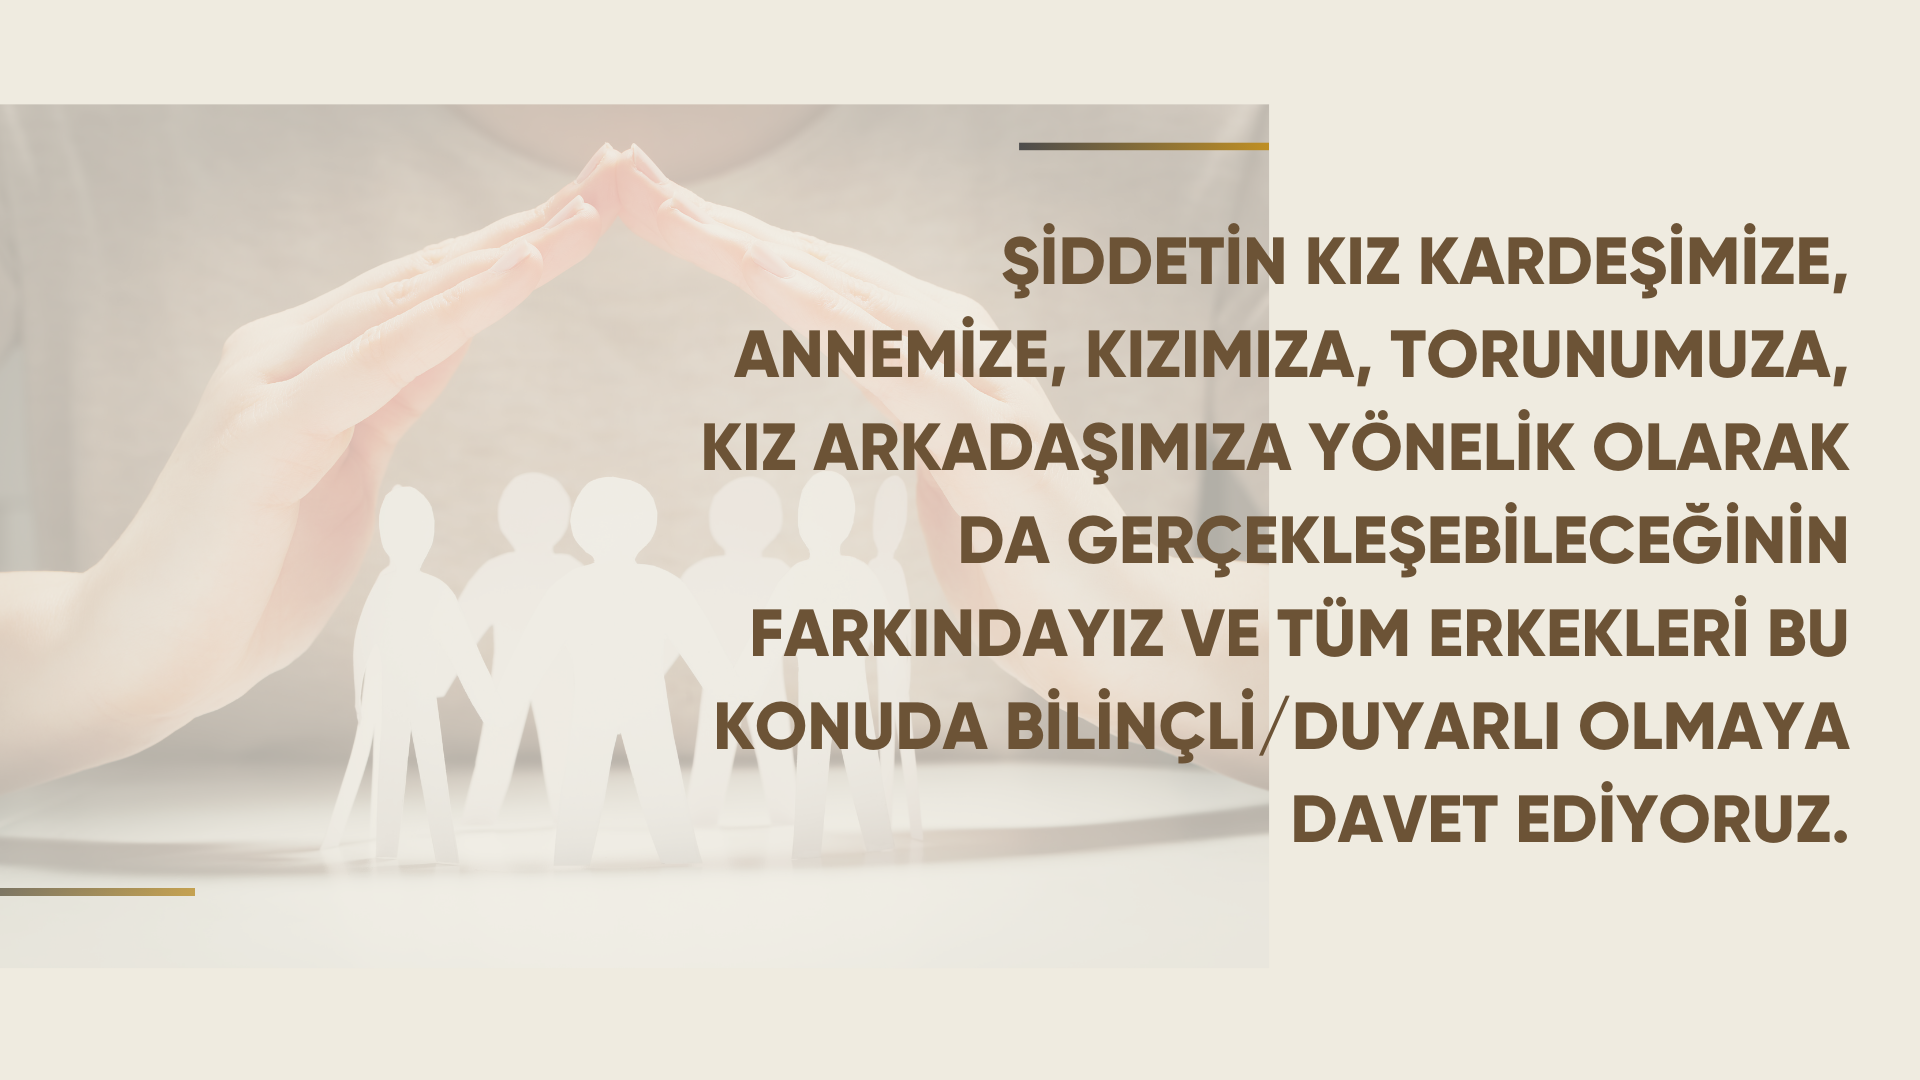 ŞİDDETİN KIZ KARDEŞİMİZE,
ANNEMİZE, KIZIMIZA, TORUNUMUZA,
KIZ ARKADAŞIMIZA YÖNELİK OLARAK
DA GERÇEKLEŞEBİLECEĞİNİN
FARKINDAYIZ VE TÜM ERKEKLERİ BU
KONUDA BİLİNÇLİ/DUYARLI OLMAYA
DAVET EDİYORUZ.